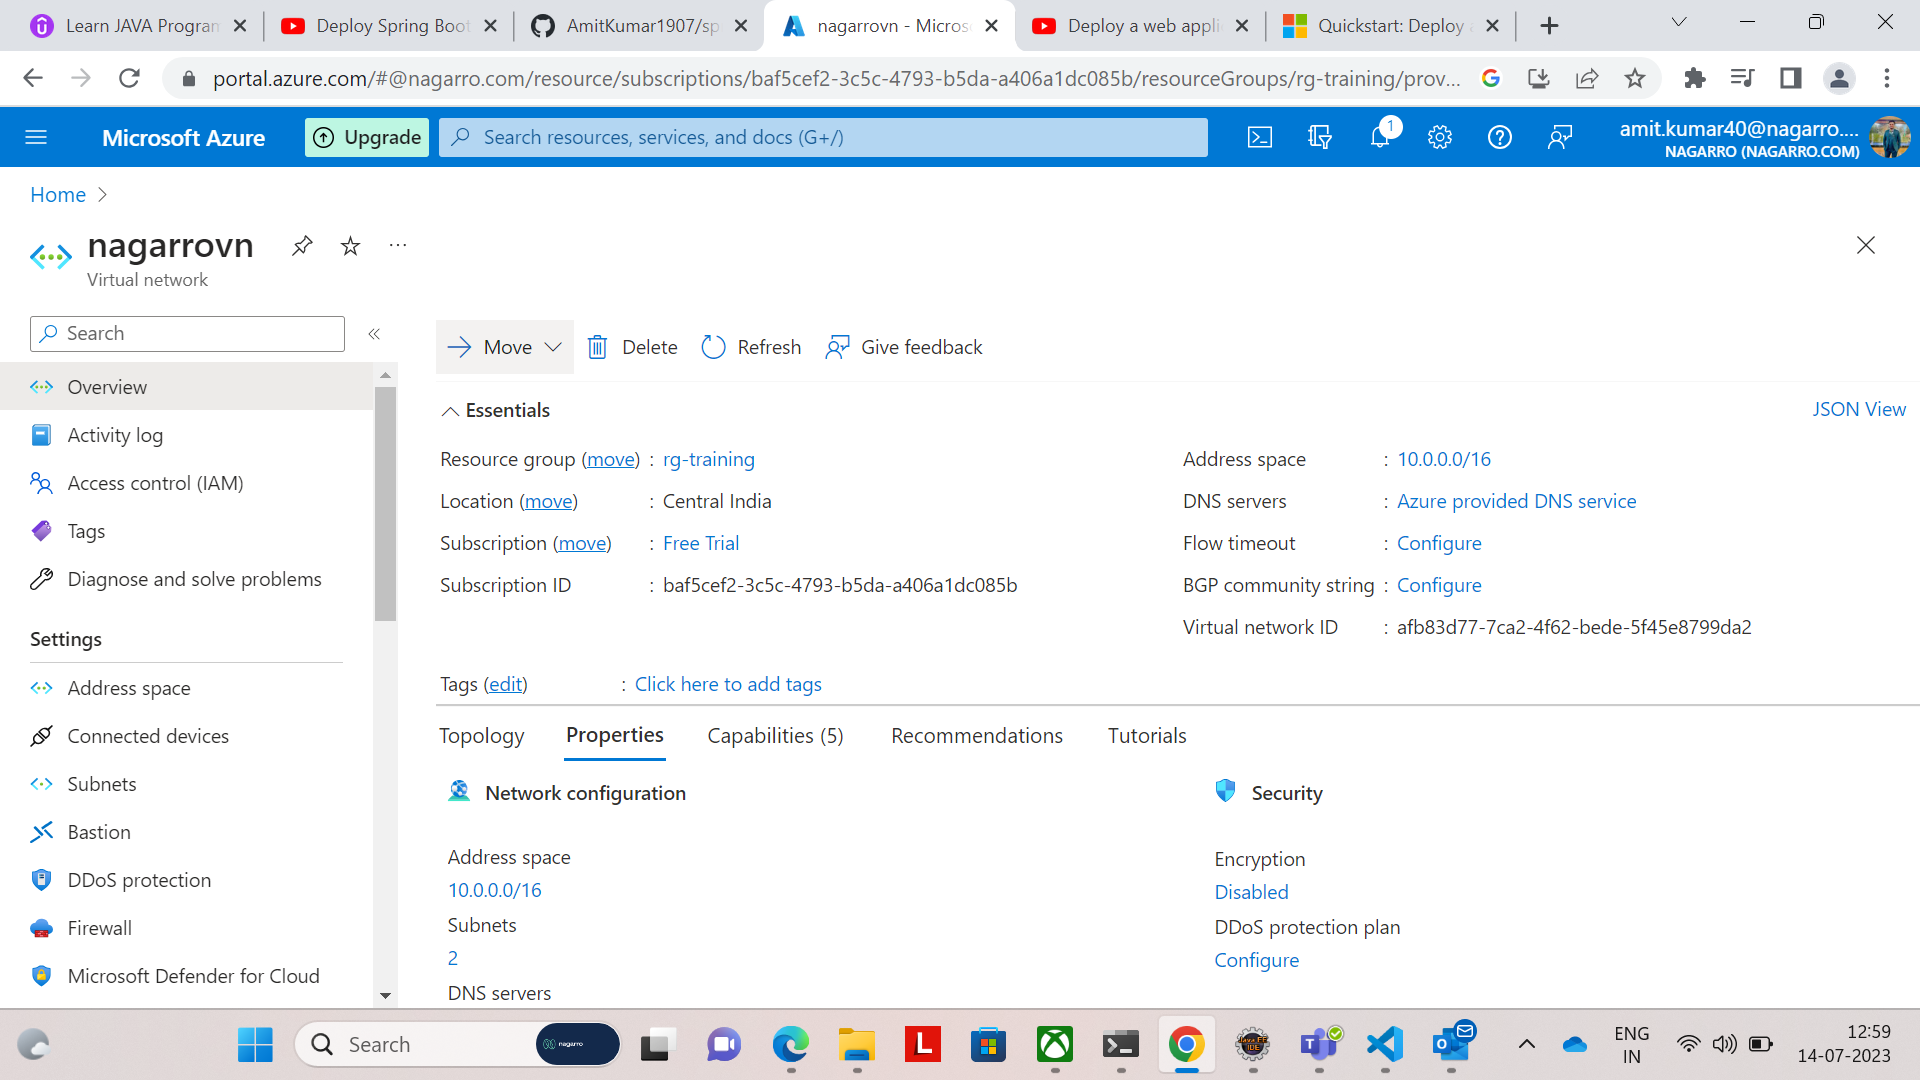 Learn JAVA Program
Deploy Spring Boot
AmitKumar1907/sp
nagarrovn - Micros
Deploy a web appli
Quickstart: Deploy
portal.azure.com/#@nagarro.com/resource/subscriptions/baf5cef2-3c5c-4793-b5da-a406a1dc085b/resourceGroups/rg-training/prov...
Microsoft Azure
Upgrade
Search resources, services, and docs (G+/)
1
amit.kumar40@nagarro....
NAGARRO (NAGARRO.COM)
Home
nagarrovn
Virtual network
Search
Move
Delete
Refresh
Give feedback
Overview
Activity log
Access control (IAM)
Tags
Diagnose and solve problems
Settings
Address space
Connected devices
Subnets
Bastion
DDoS protection
Firewall
Microsoft Defender for Cloud
Essentials
JSON View
Resource group (move) : rg-training
Location (move) : Central India
Subscription (move) : Free Trial
Subscription ID : baf5cef2-3c5c-4793-b5da-a406a1dc085b
Address space : 10.0.0.0/16
DNS servers : Azure provided DNS service
Flow timeout : Configure
BGP community string : Configure
Virtual network ID : afb83d77-7ca2-4f62-bede-5f45e8799da2
Tags (edit) : Click here to add tags
Topology Properties Capabilities (5) Recommendations Tutorials
Network configuration
Address space
10.0.0.0/16
Subnets
2
DNS servers
Security
Encryption
Disabled
DDoS protection plan
Configure
Search
nagarro
ENG
IN
12:59
14-07-2023